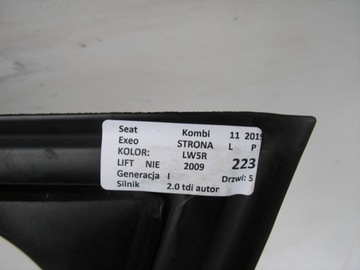 Seat Kombi 11 2019
Exeo STRONA L P
KOLOR: LW5R
LIFT NIE 2009 223
Generacja I Drzwi: 5
Silnik 2.0 tdi autor